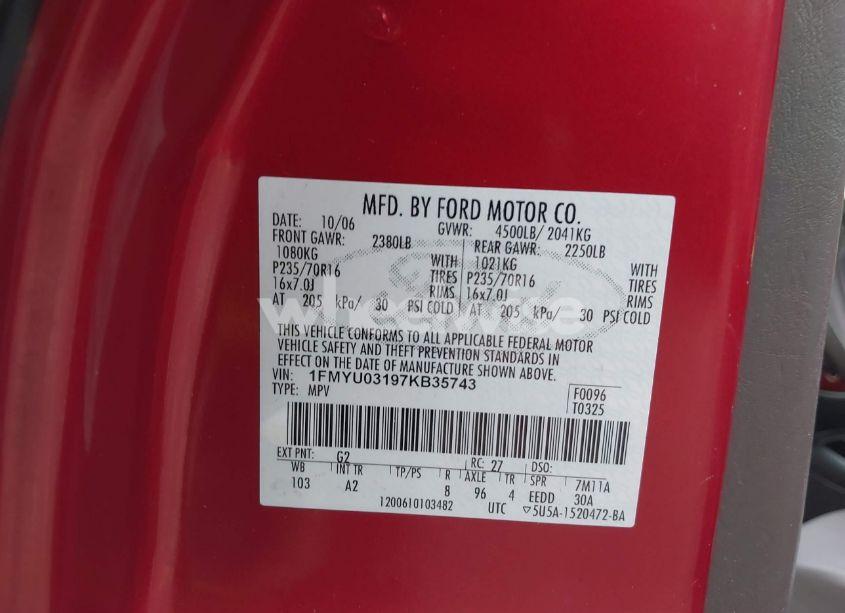 MFD. BY FORD MOTOR CO.
DATE: 10/06 GVWR: 4500LB/ 2041KG
FRONT GAWR: 2380LB REAR GAWR: 2250LB
1080KG WITH 1021KG WITH
P235/70R16 TIRES P235/70R16 TIRES
16x7.0J RIMS 16x7.0J RIMS
AT 205 kPa/ 30 PSI COLD AT 205 kPa/ 30 PSI COLD
wheelwise
THIS VEHICLE CONFORMS TO ALL APPLICABLE FEDERAL MOTOR
VEHICLE SAFETY AND THEFT PREVENTION STANDARDS IN
EFFECT ON THE DATE OF MANUFACTURE SHOWN ABOVE.
VIN: 1FMYU03197KB35743
TYPE: MPV
F0096
T0325
EXT PNT: G2 RC: 27 DSO:
WB INT TR TP/PS R AXLE TR SPR 7M11A
103 A2 8 96 4 EEDD 30A
1200610103482 UTC ▽5U5A-1520472-BA